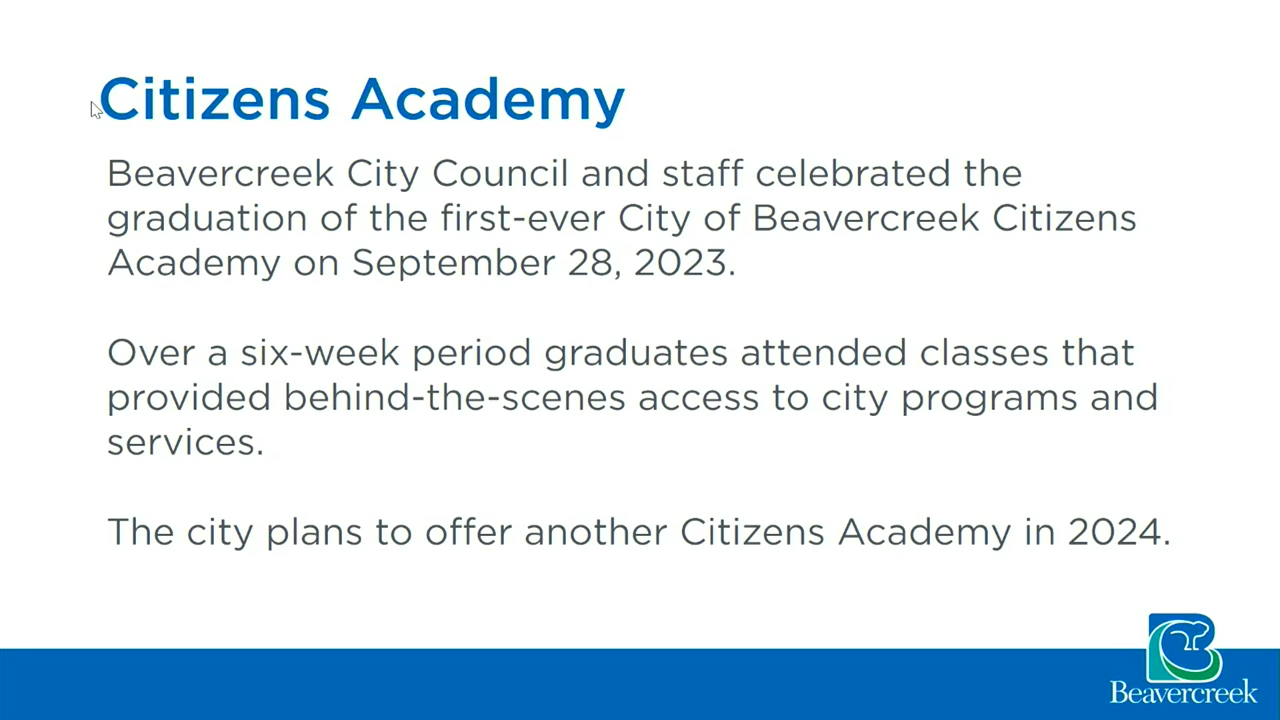 Citizens Academy
Beavercreek City Council and staff celebrated the
graduation of the first-ever City of Beavercreek Citizens
Academy on September 28, 2023.
Over a six-week period graduates attended classes that
provided behind-the-scenes access to city programs and
services.
The city plans to offer another Citizens Academy in 2024.
Beavercreek